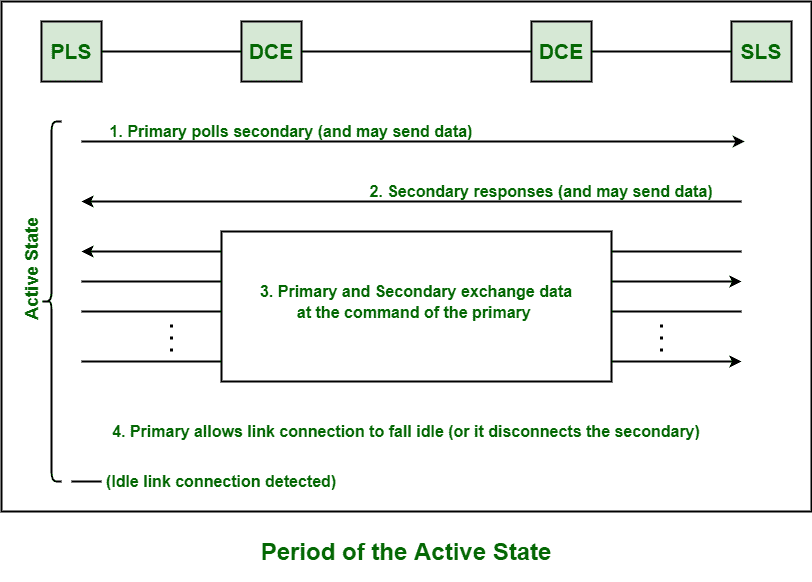 PLS DCE DCE SLS
1. Primary polls secondary (and may send data)
2. Secondary responses (and may send data)
Active State
3. Primary and Secondary exchange data
at the command of the primary
4. Primary allows link connection to fall idle (or it disconnects the secondary)
(Idle link connection detected)
Period of the Active State